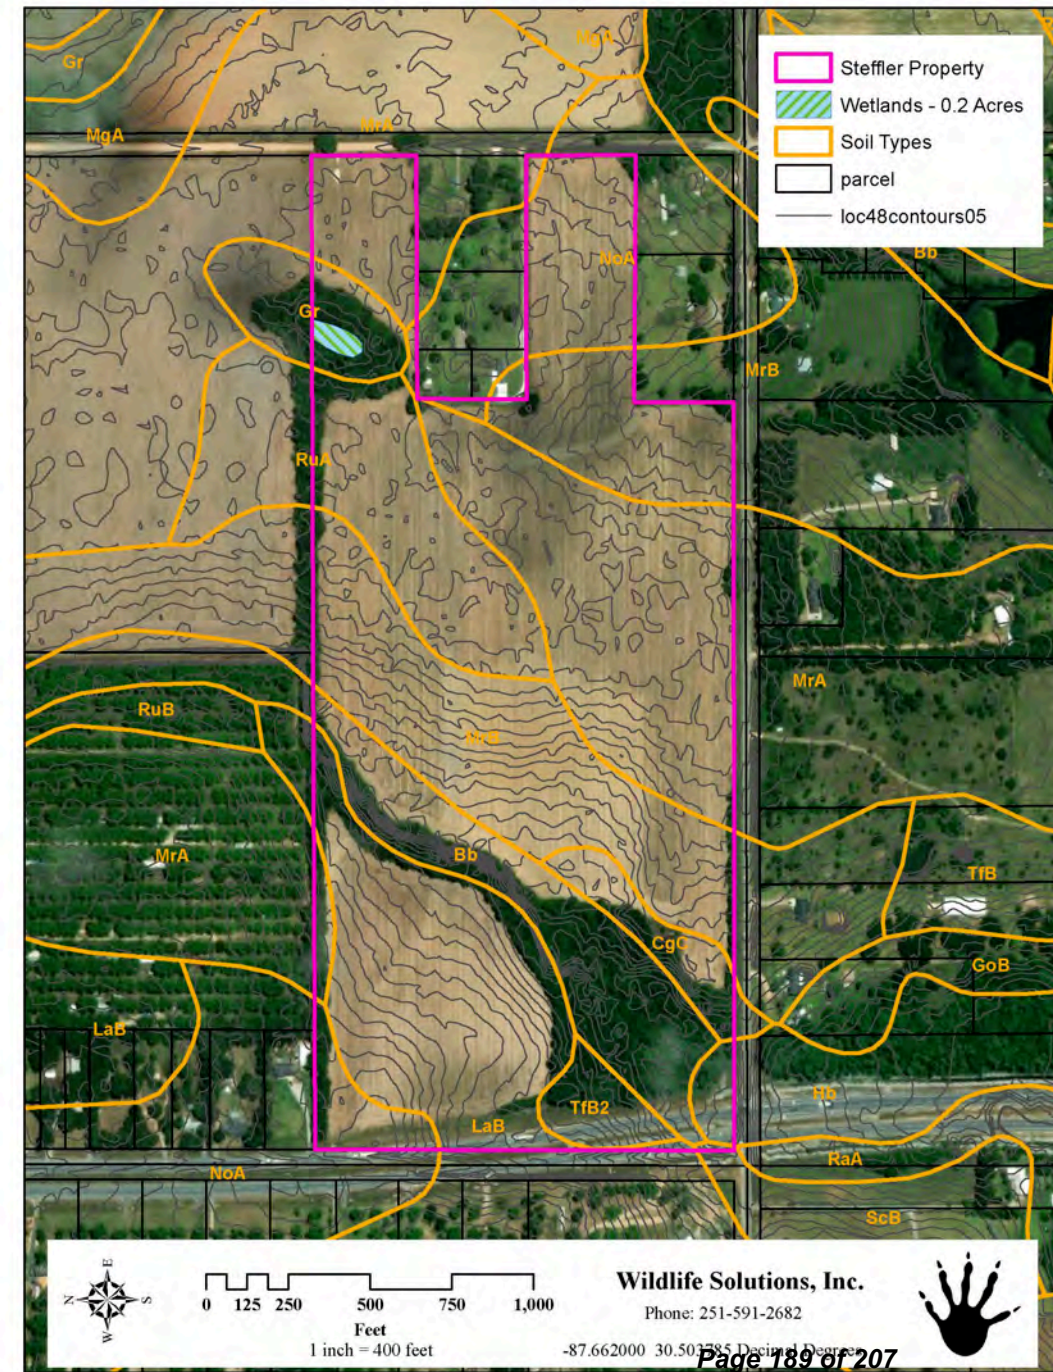 MgA
Gr
MrA
MgA
Steffler Property
Wetlands - 0.2 Acres
Soil Types
parcel
loc48contours05
Bb
NoA
Gr
MrB
RuA
MrA
RuB
MrB
MrA
Bb
TfB
CgC
GoB
LaB
Hb
TfB2
LaB
RaA
NoA
ScB
N E S W
0 125 250 500 750 1,000
Feet
1 inch = 400 feet
Wildlife Solutions, Inc.
Phone: 251-591-2682
-87.662000 30.503785 Decimal Degrees
Page 189 of 207